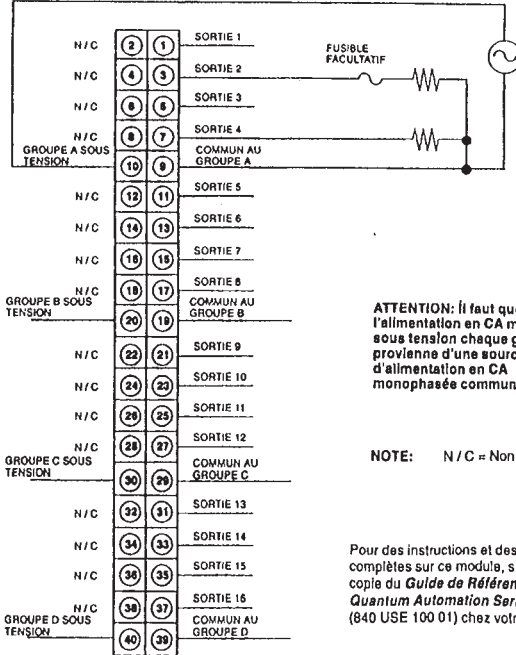 N/C 2 1 SORTIE 1
FUSIBLE
FACULTATIF
N/C 4 3 SORTIE 2
N/C 6 5 SORTIE 3
N/C 8 7 SORTIE 4
GROUPE A SOUS
TENSION 10 9 COMMUN AU
GROUPE A
N/C 12 11 SORTIE 5
N/C 14 13 SORTIE 6
N/C 16 15 SORTIE 7
N/C 18 17 SORTIE 8
GROUPE B SOUS
TENSION 20 19 COMMUN AU
GROUPE B
N/C 22 21 SORTIE 9
N/C 24 23 SORTIE 10
N/C 26 25 SORTIE 11
N/C 28 27 SORTIE 12
GROUPE C SOUS
TENSION 30 29 COMMUN AU
GROUPE C
N/C 32 31 SORTIE 13
N/C 34 33 SORTIE 14
N/C 36 35 SORTIE 15
N/C 38 37 SORTIE 16
GROUPE D SOUS
TENSION 40 39 COMMUN AU
GROUPE D
ATTENTION: Il faut que
l'alimentation en CA m
sous tension chaque g
provienne d'une sourc
d'alimentation en CA
monophasée commun
NOTE: N / C = Non
Pour des instructions et des
complètes sur ce module, s
copie du Guide de Référen
Quantum Automation Ser
(840 USE 100 01) chez votr